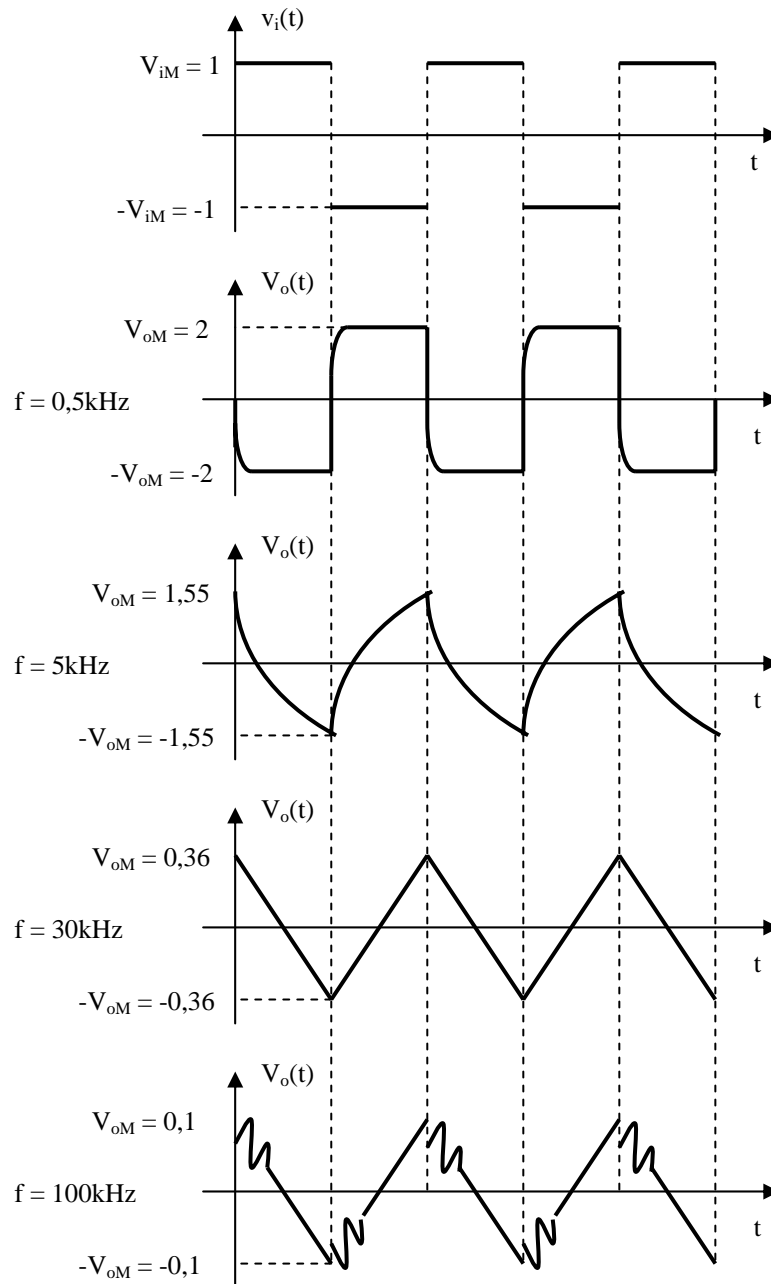 vi(t)
ViM = 1
t
-ViM = -1
Vo(t)
VoM = 2
f = 0,5kHz
t
-VoM = -2
Vo(t)
VoM = 1,55
f = 5kHz
t
-VoM = -1,55
Vo(t)
VoM = 0,36
f = 30kHz
t
-VoM = -0,36
Vo(t)
VoM = 0,1
f = 100kHz
t
-VoM = -0,1